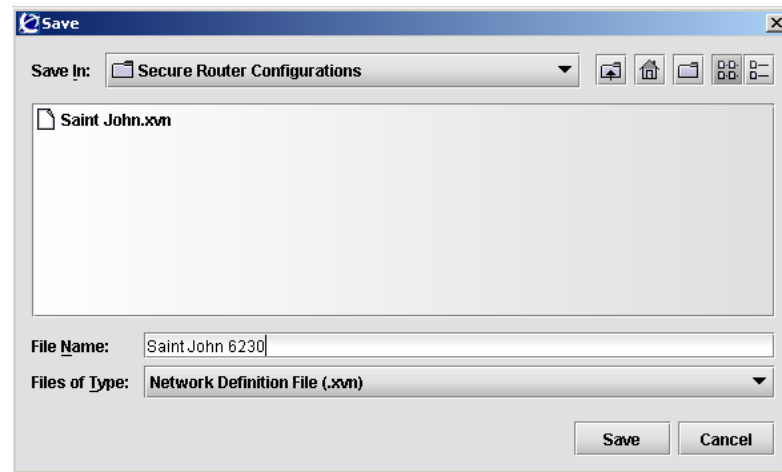 Save
Save In: Secure Router Configurations
Saint John.xvn
File Name: Saint John 6230
Files of Type: Network Definition File (.xvn)
Save Cancel